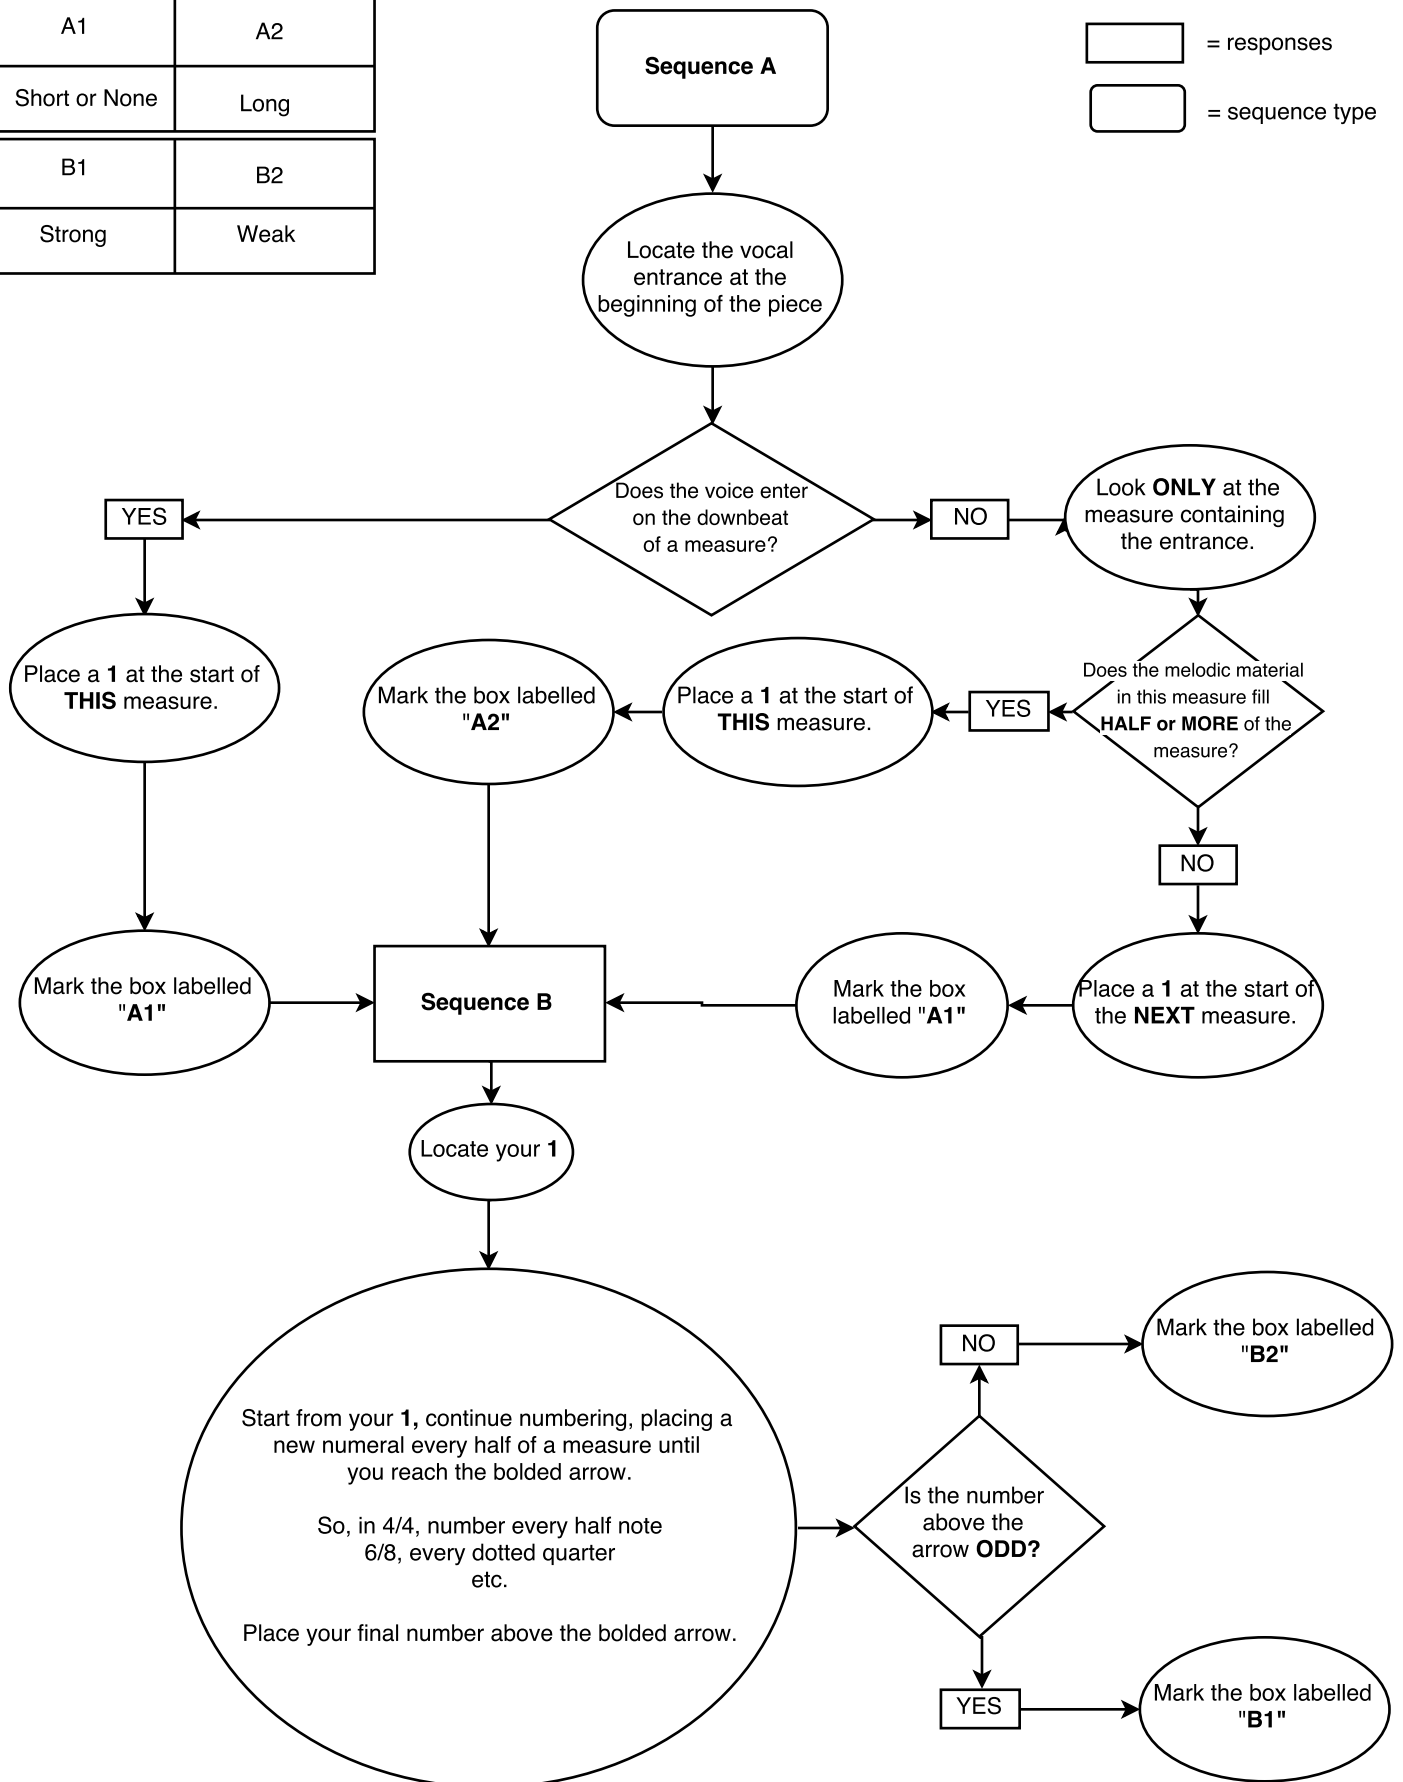 A1
A2
Short or None
Long
B1
B2
Strong
Weak
Sequence A
= responses
= sequence type
Locate the vocal
entrance at the
beginning of the piece
Does the voice enter
on the downbeat
of a measure?
YES
NO
Look ONLY at the
measure containing
the entrance.
Place a 1 at the start of
THIS measure.
Mark the box labelled
"A2"
Place a 1 at the start of
THIS measure.
YES
Does the melodic material
in this measure fill
HALF or MORE of the
measure?
NO
Mark the box labelled
"A1"
Sequence B
Mark the box
labelled "A1"
Place a 1 at the start of
the NEXT measure.
Locate your 1
Start from your 1, continue numbering, placing a
new numeral every half of a measure until
you reach the bolded arrow.
So, in 4/4, number every half note
6/8, every dotted quarter
etc.
Place your final number above the bolded arrow.
NO
Mark the box labelled
"B2"
Is the number
above the
arrow ODD?
YES
Mark the box labelled
"B1"